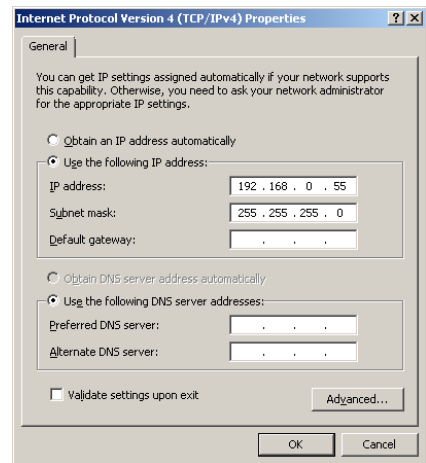 Internet Protocol Version 4 (TCP/IPv4) Properties
General
You can get IP settings assigned automatically if your network supports
this capability. Otherwise, you need to ask your network administrator
for the appropriate IP settings.
Obtain an IP address automatically
Use the following IP address:
IP address: 192 . 168 . 0 . 55
Subnet mask: 255 . 255 . 255 . 0
Default gateway: . . .
Obtain DNS server address automatically
Use the following DNS server addresses:
Preferred DNS server: . . .
Alternate DNS server: . . .
Validate settings upon exit
Advanced...
OK Cancel